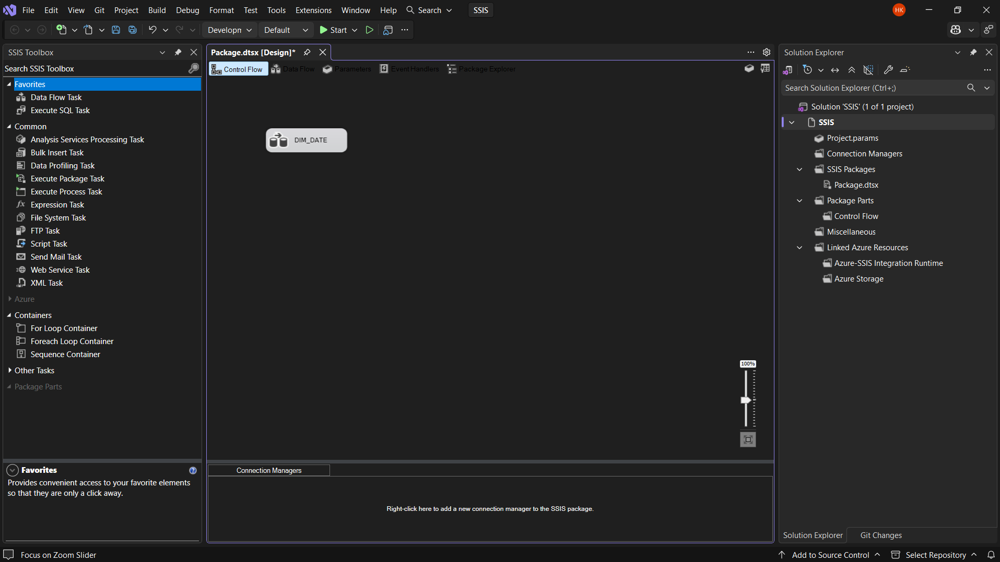 File Edit View Git Project Build Debug Format Test Tools Extensions Window Help Search SSIS HK
Developn Default Start
SSIS Toolbox
Search SSIS Toolbox
Favorites
Data Flow Task
Execute SQL Task
Common
Analysis Services Processing Task
Bulk Insert Task
Data Profiling Task
Execute Package Task
Execute Process Task
Expression Task
File System Task
FTP Task
Script Task
Send Mail Task
Web Service Task
XML Task
Azure
Containers
For Loop Container
Foreach Loop Container
Sequence Container
Other Tasks
Package Parts
Favorites
Provides convenient access to your favorite elements
so that they are only a click away.
Package.dtsx [Design]*
Control Flow Data Flow Parameters Event Handlers Package Explorer
DIM_DATE
100%
Connection Managers
Right-click here to add a new connection manager to the SSIS package.
Solution Explorer
Search Solution Explorer (Ctrl+;)
Solution 'SSIS' (1 of 1 project)
SSIS
Project.params
Connection Managers
SSIS Packages
Package.dtsx
Package Parts
Control Flow
Miscellaneous
Linked Azure Resources
Azure-SSIS Integration Runtime
Azure Storage
Solution Explorer Git Changes
Focus on Zoom Slider Add to Source Control Select Repository